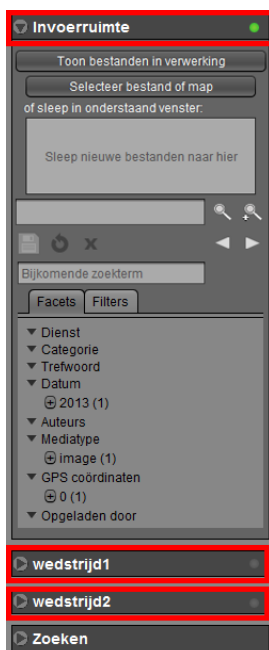 Invoerruimte
Toon bestanden in verwerking
Selecteer bestand of map
of sleep in onderstaand venster:
Sleep nieuwe bestanden naar hier
Bijkomende zoekterm
Facets Filters
Dienst
Categorie
Trefwoord
Datum
2013 (1)
Auteurs
Mediatype
image (1)
GPS coördinaten
0 (1)
Opgeladen door
wedstrijd1
wedstrijd2
Zoeken